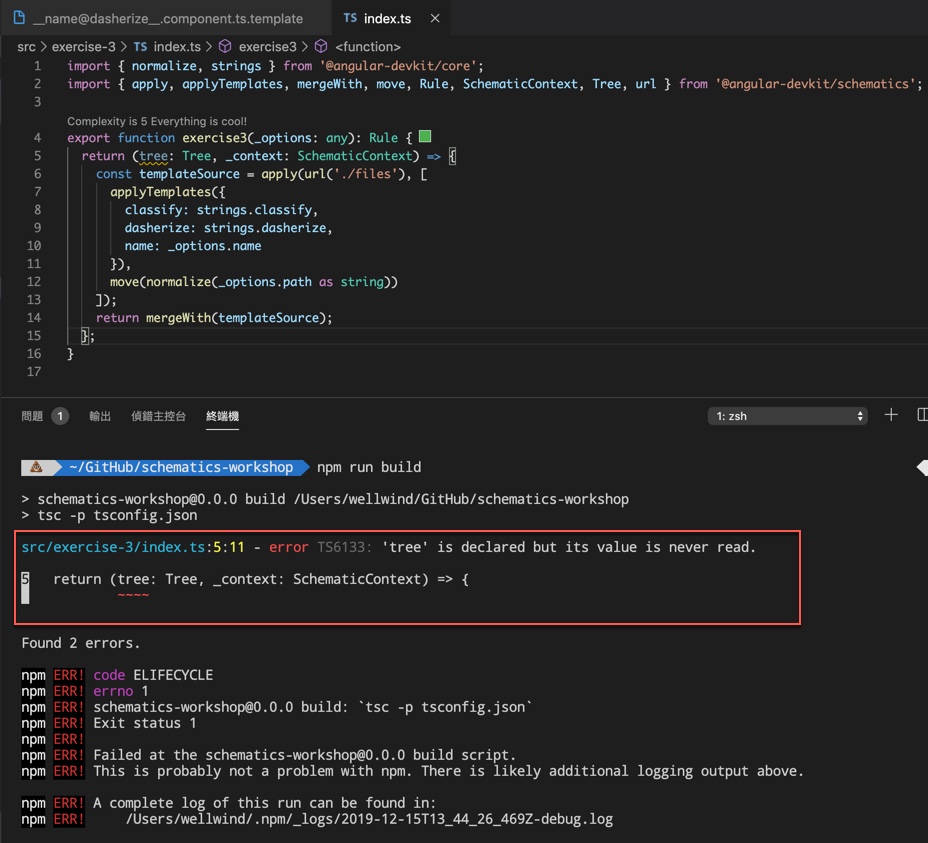 __name@dasherize__.component.ts.template
TS index.ts ×
src > exercise-3 > TS index.ts > exercise3 > <function>
1 import { normalize, strings } from '@angular-devkit/core';
2 import { apply, applyTemplates, mergeWith, move, Rule, SchematicContext, Tree, url } from '@angular-devkit/schematics';
3
Complexity is 5 Everything is cool!
4 export function exercise3(_options: any): Rule {
5   return (tree: Tree, _context: SchematicContext) => {
6     const templateSource = apply(url('./files'), [
7       applyTemplates({
8         classify: strings.classify,
9         dasherize: strings.dasherize,
10         name: _options.name
11       }),
12       move(normalize(_options.path as string))
13     ]);
14     return mergeWith(templateSource);
15   };
16 }
17
問題 1 輸出 偵錯主控台 終端機 1: zsh
~/GitHub/schematics-workshop npm run build
> schematics-workshop@0.0.0 build /Users/wellwind/GitHub/schematics-workshop
> tsc -p tsconfig.json
src/exercise-3/index.ts:5:11 - error TS6133: 'tree' is declared but its value is never read.
5   return (tree: Tree, _context: SchematicContext) => {
~~~~
Found 2 errors.
npm ERR! code ELIFECYCLE
npm ERR! errno 1
npm ERR! schematics-workshop@0.0.0 build: `tsc -p tsconfig.json`
npm ERR! Exit status 1
npm ERR!
npm ERR! Failed at the schematics-workshop@0.0.0 build script.
npm ERR! This is probably not a problem with npm. There is likely additional logging output above.
npm ERR! A complete log of this run can be found in:
npm ERR!     /Users/wellwind/.npm/_logs/2019-12-15T13_44_26_469Z-debug.log